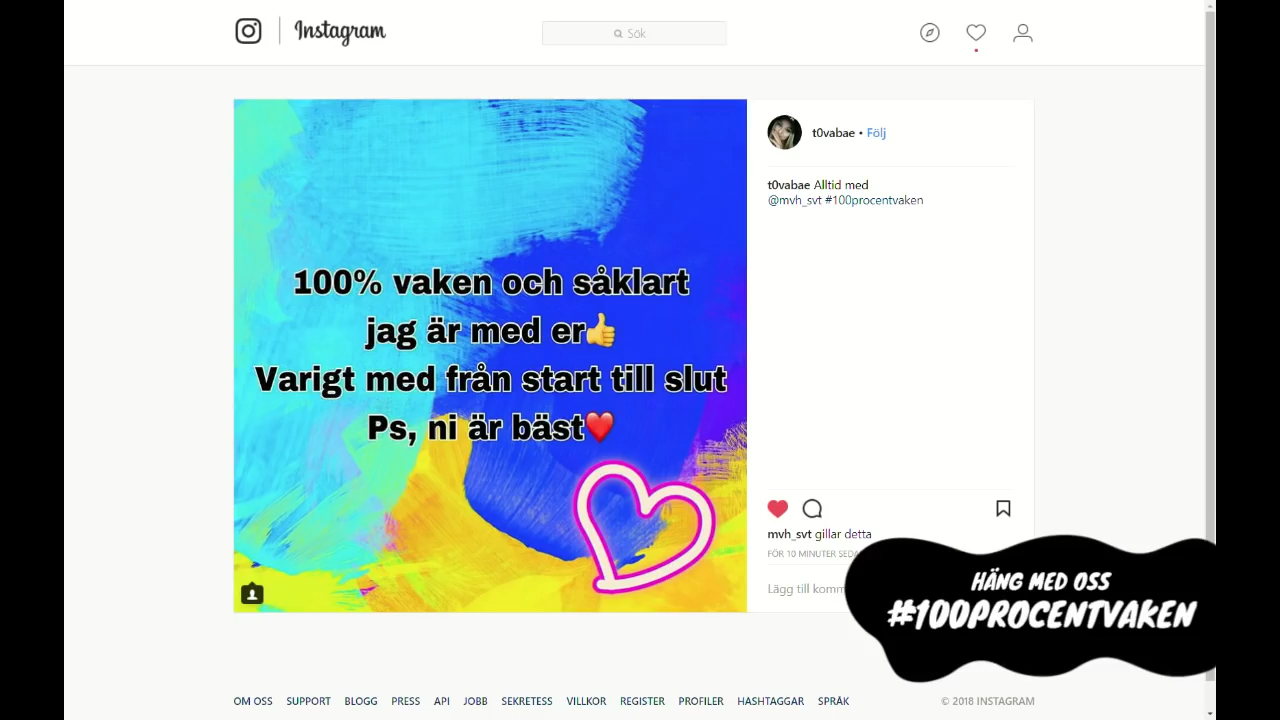 Instagram
Sök
100% vaken och såklart
jag är med er👍
Varigt med från start till slut
Ps, ni är bäst❤️
t0vabae • Följ
t0vabae Alltid med
@mvh_svt #100procentvaken
mvh_svt gillar detta
FÖR 10 MINUTER
Lägg till
HÄNG MED OSS
#100PROCENTVAKEN
OM OSS SUPPORT BLOGG PRESS API JOBB SEKRETESS VILLKOR REGISTER PROFILER HASHTAGGAR SPRÅK © 2018 INSTAGRAM